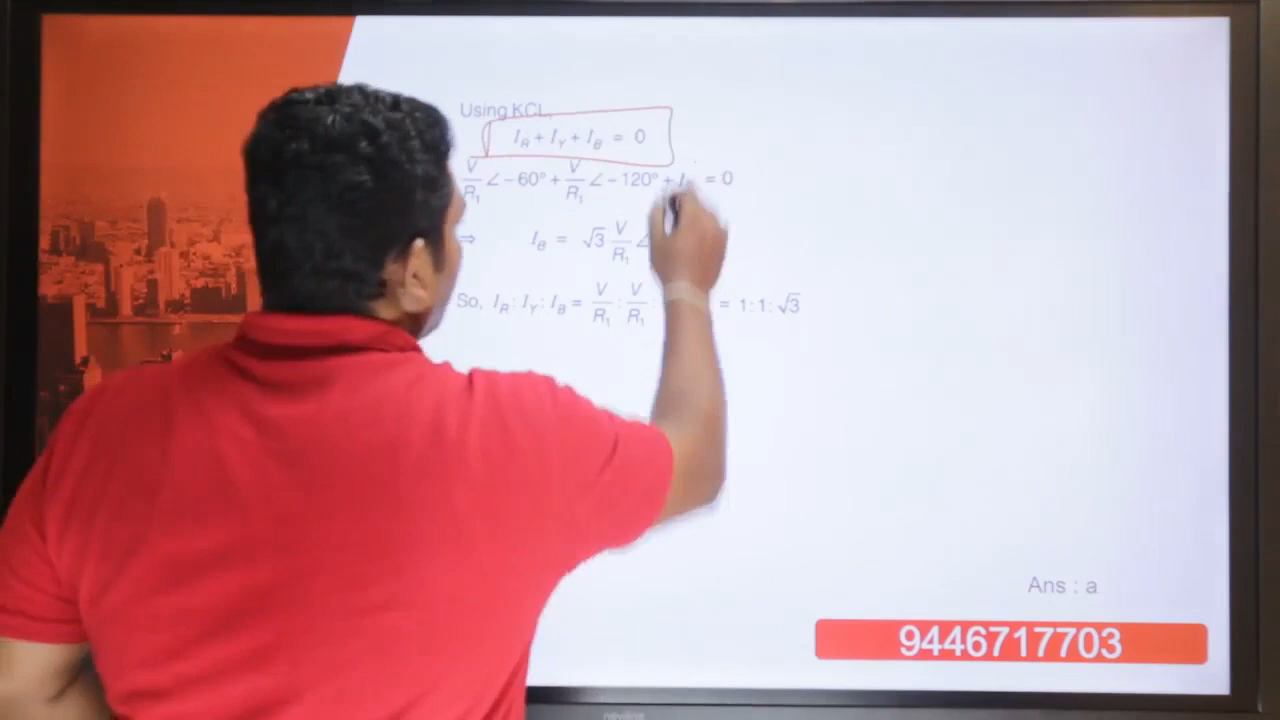 Using KCL,
I_R + I_Y + I_B = 0
V/R₁ ∠ − 60° + V/R₁ ∠ − 120° + I = 0
⇒ I_B = √3 V/R₁ ∠
So, I_R : I_Y : I_B = V/R₁ : V/R₁ : = 1 : 1 : √3
Ans : a
9446717703
newline